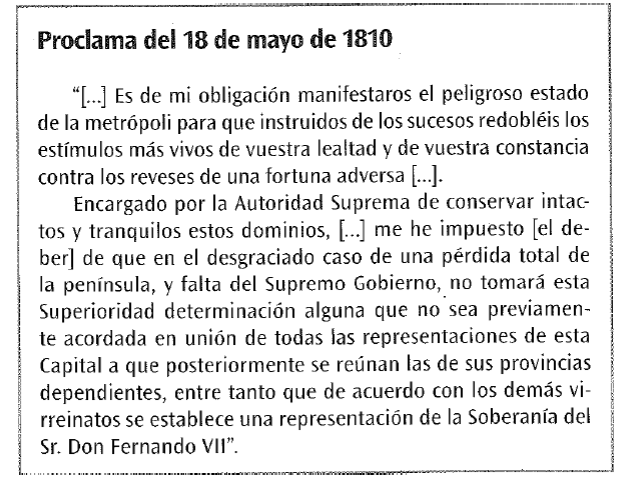 Proclama del 18 de mayo de 1810
“[...] Es de mi obligación manifestaros el peligroso estado
de la metrópoli para que instruidos de los sucesos redobléis los
estímulos más vivos de vuestra lealtad y de vuestra constancia
contra los reveses de una fortuna adversa [...].
Encargado por la Autoridad Suprema de conservar intac-
tos y tranquilos estos dominios, [...] me he impuesto [el de-
ber] de que en el desgraciado caso de una pérdida total de
la península, y falta del Supremo Gobierno, no tomará esta
Superioridad determinación alguna que no sea previamen-
te acordada en unión de todas las representaciones de esta
Capital a que posteriormente se reúnan las de sus provincias
dependientes, entre tanto que de acuerdo con los demás vi-
rreinatos se establece una representación de la Soberanía del
Sr. Don Fernando VII”.